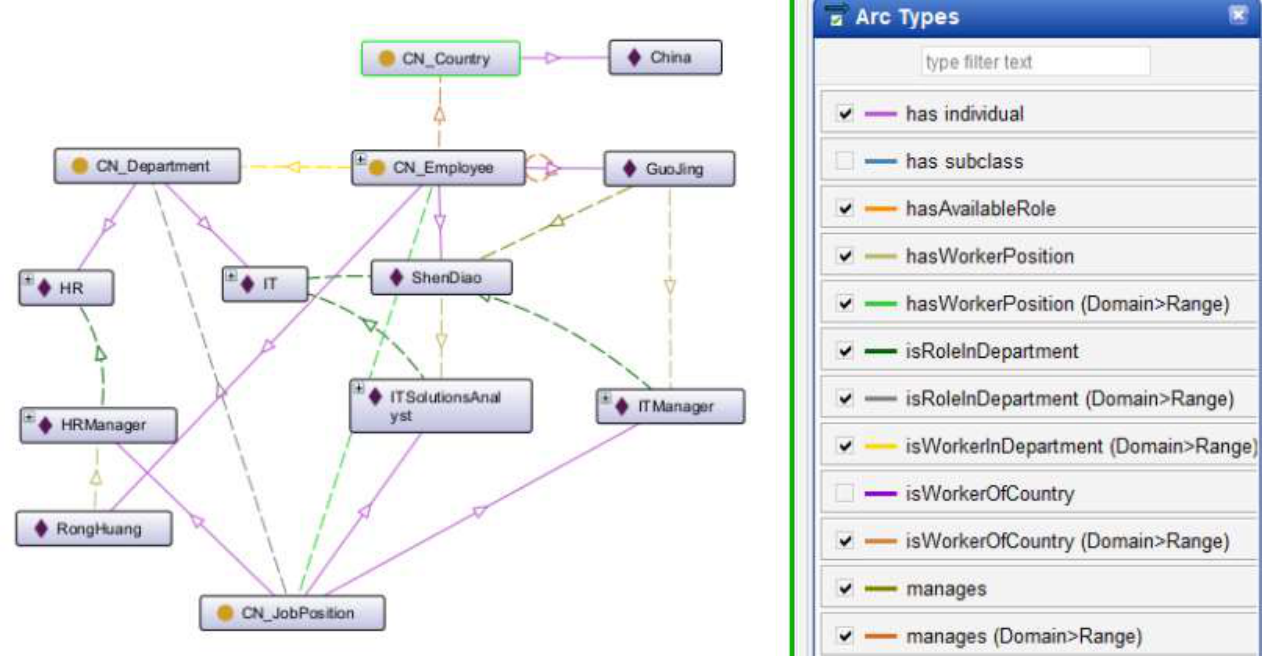 CN_Country
China
CN_Department
CN_Employee
GuoJing
HR
IT
ShenDiao
HRManager
ITSolutionsAnal
yst
ITManager
RongHuang
CN_JobPosition
Arc Types
type filter text
has individual
has subclass
hasAvailableRole
hasWorkerPosition
hasWorkerPosition (Domain>Range)
isRoleInDepartment
isRoleInDepartment (Domain>Range)
isWorkerInDepartment (Domain>Range)
isWorkerOfCountry
isWorkerOfCountry (Domain>Range)
manages
manages (Domain>Range)